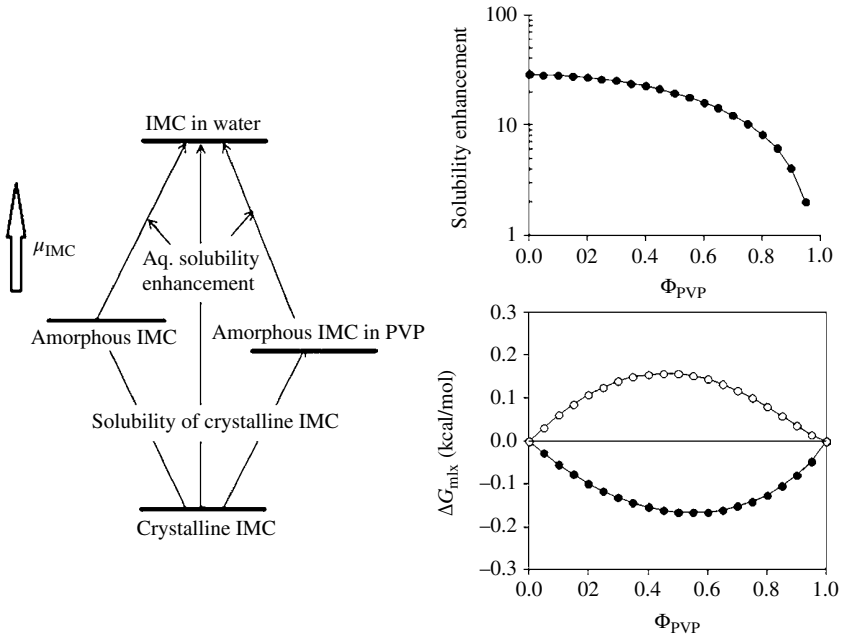 IMC in water
μIMC
Aq. solubility
enhancement
Amorphous IMC
Amorphous IMC in PVP
Solubility of crystalline IMC
Crystalline IMC
Solubility enhancement
100
10
1
0.0 02 0.4 0.6 0.8 1.0
ΦPVP
ΔGmlx (kcal/mol)
0.3
0.2
0.1
0.0
–0.1
–0.2
–0.3
0.0 02 0.4 0.6 0.8 1.0
ΦPVP